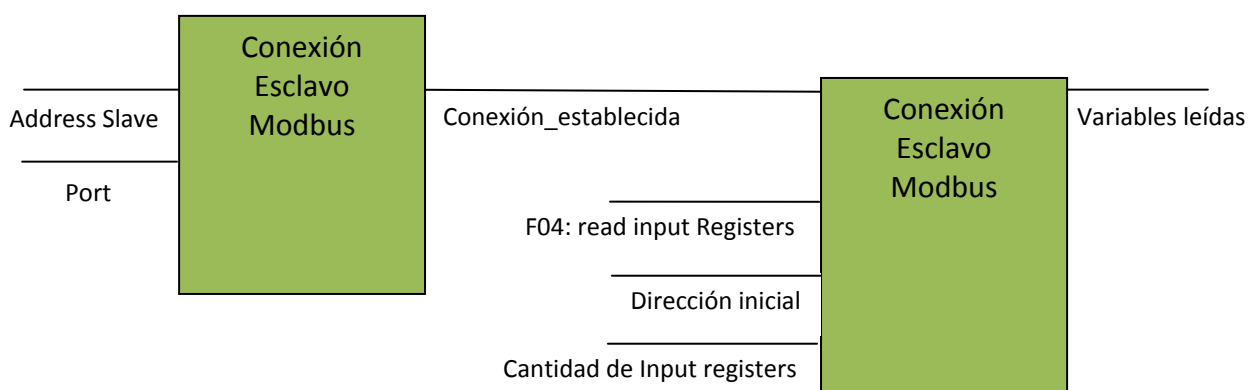 Conexión
Esclavo
Modbus
Address Slave
Port
Conexión_establecida
Conexión
Esclavo
Modbus
Variables leídas
F04: read input Registers
Dirección inicial
Cantidad de Input registers